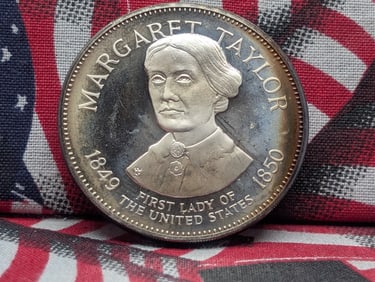 MARGARET TAYLOR
1849
1850
FIRST LADY OF
THE UNITED STATES